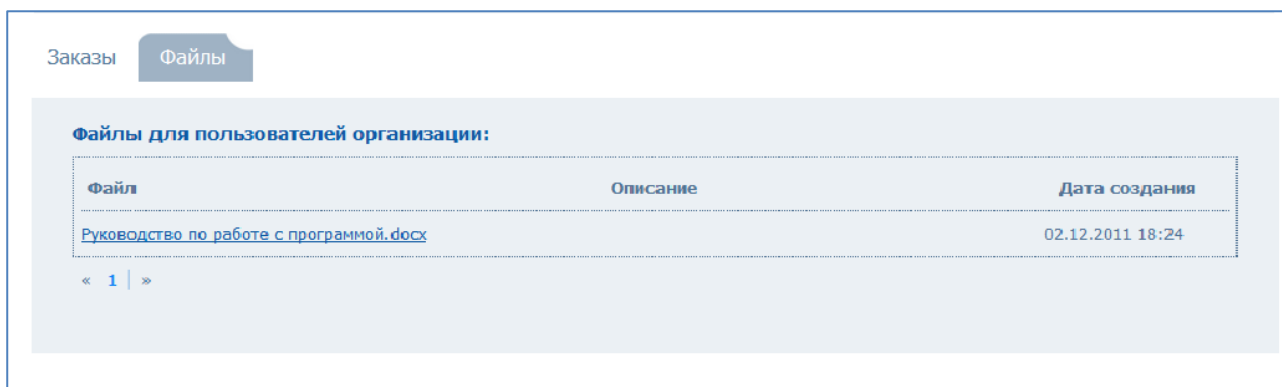 Заказы Файлы
Файлы для пользователей организации:
Файл Описание Дата создания
Руководство по работе с программой.docx 02.12.2011 18:24
« 1 | »